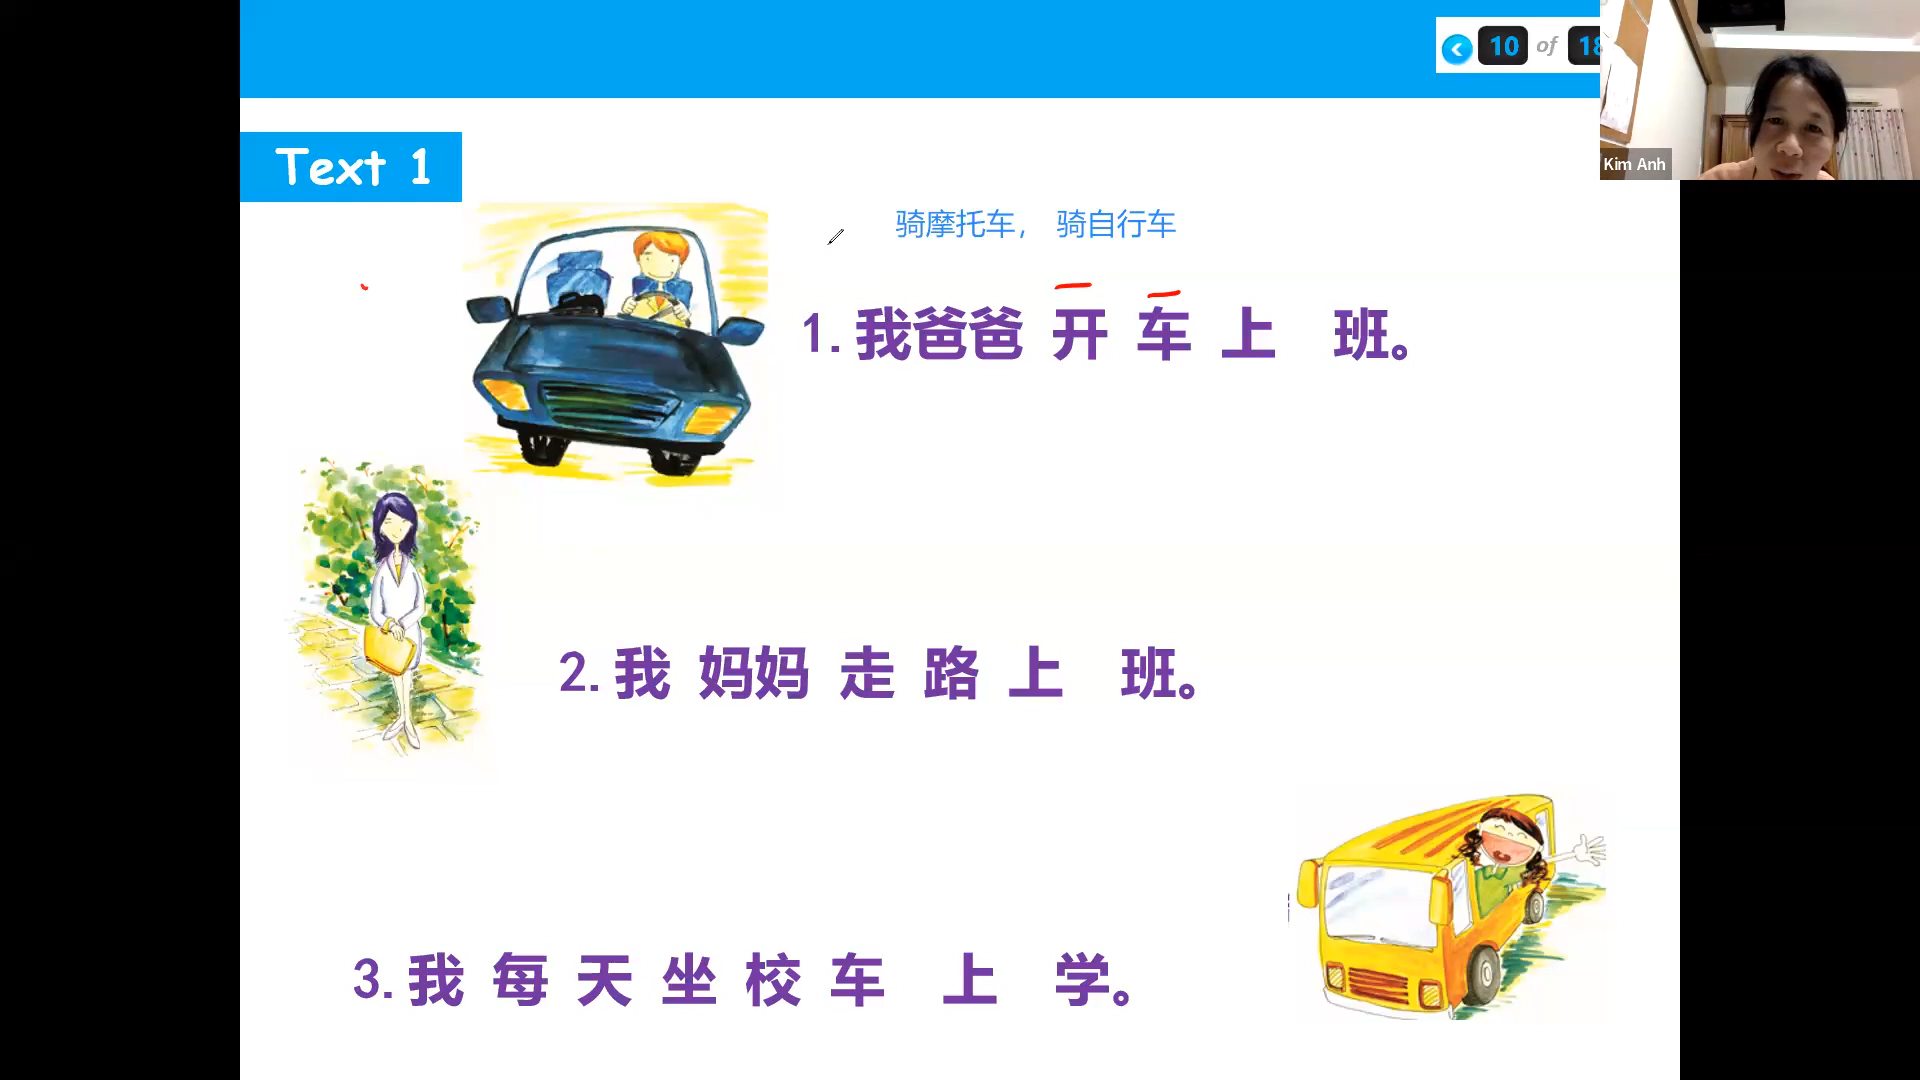 10 of 18
Kim Anh
Text 1
骑摩托车， 骑自行车
1. 我爸爸 开 车 上 班。
2. 我 妈妈 走 路 上 班。
3. 我 每 天 坐 校 车 上 学。